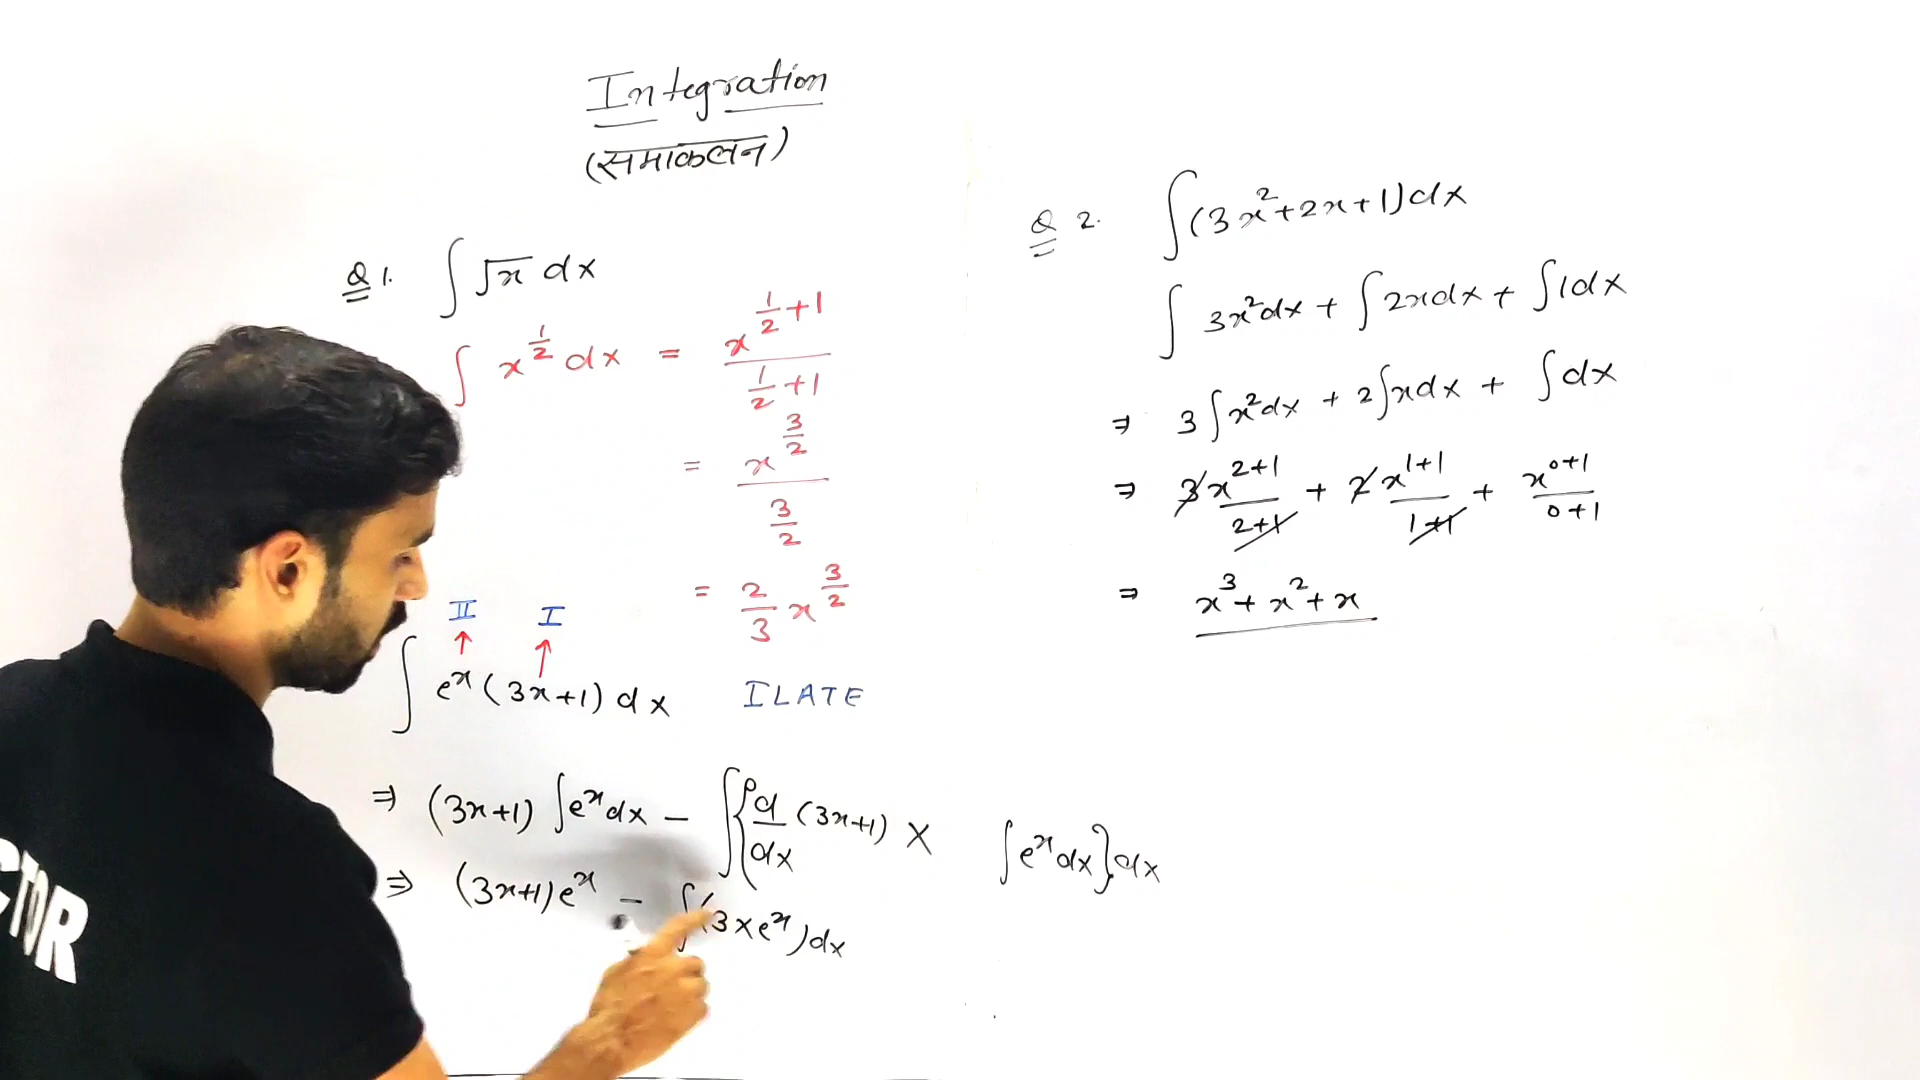 Integration
(समाकलन)
Q 1. ∫ √x dx
∫ x^{1/2} dx = x^{1/2+1} / (1/2+1)
= x^{3/2} / (3/2)
= 2/3 x^{3/2}
II I
∫ e^x (3x+1) dx ILATE
⇒ (3x+1) ∫e^x dx − ∫{d/dx (3x+1) × ∫e^x dx} dx
⇒ (3x+1)e^x − ∫(3×e^x)dx
Q 2. ∫(3x²+2x+1)dx
∫ 3x²dx + ∫2xdx + ∫1dx
⇒ 3∫x²dx + 2∫xdx + ∫dx
⇒ 3x^{2+1}/(2+1) + 2x^{1+1}/(1+1) + x^{0+1}/(0+1)
⇒ x³+x²+x